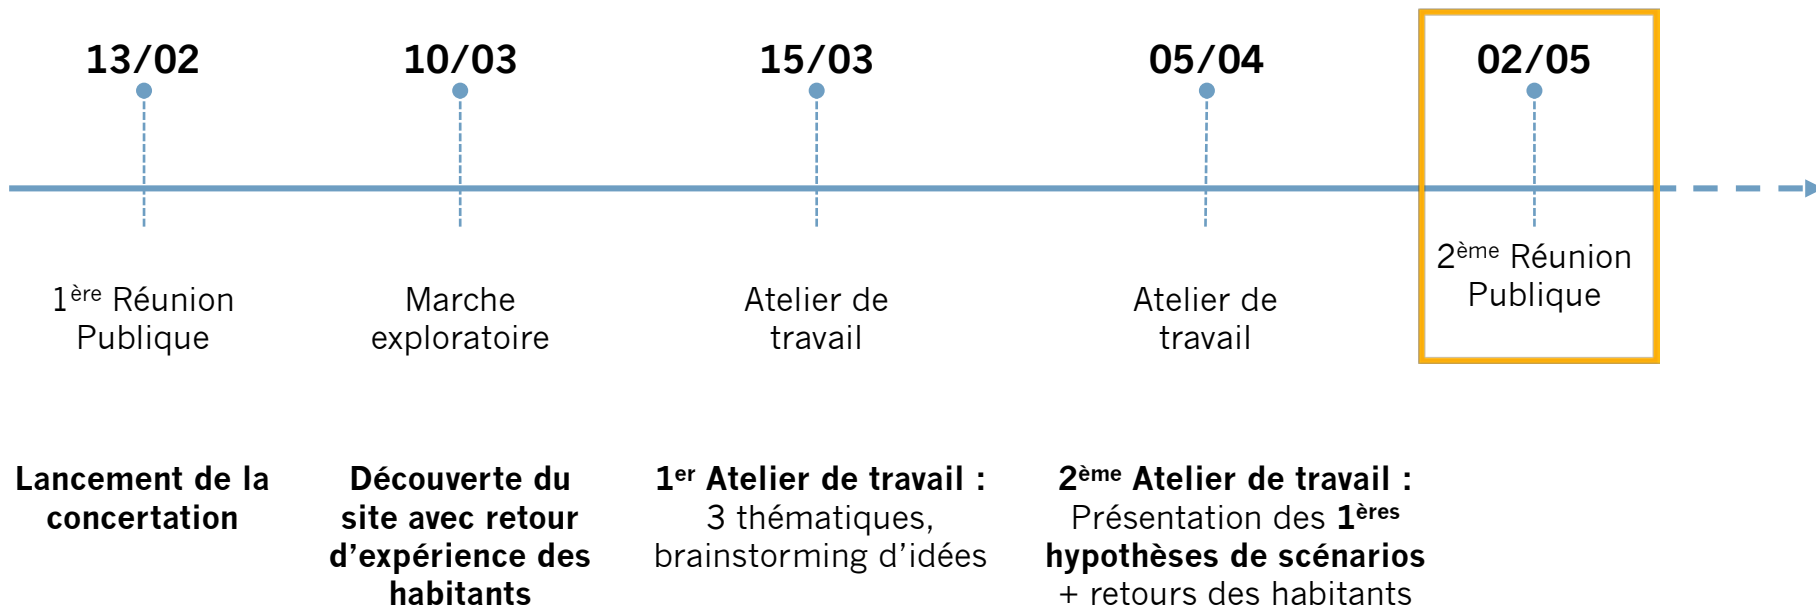 13/02
10/03
15/03
05/04
02/05
1ère Réunion
Publique
Marche
exploratoire
Atelier de
travail
Atelier de
travail
2ème Réunion
Publique
Lancement de la
concertation
Découverte du
site avec retour
d’expérience des
habitants
1er Atelier de travail :
3 thématiques,
brainstorming d’idées
2ème Atelier de travail :
Présentation des 1ères
hypothèses de scénarios
+ retours des habitants